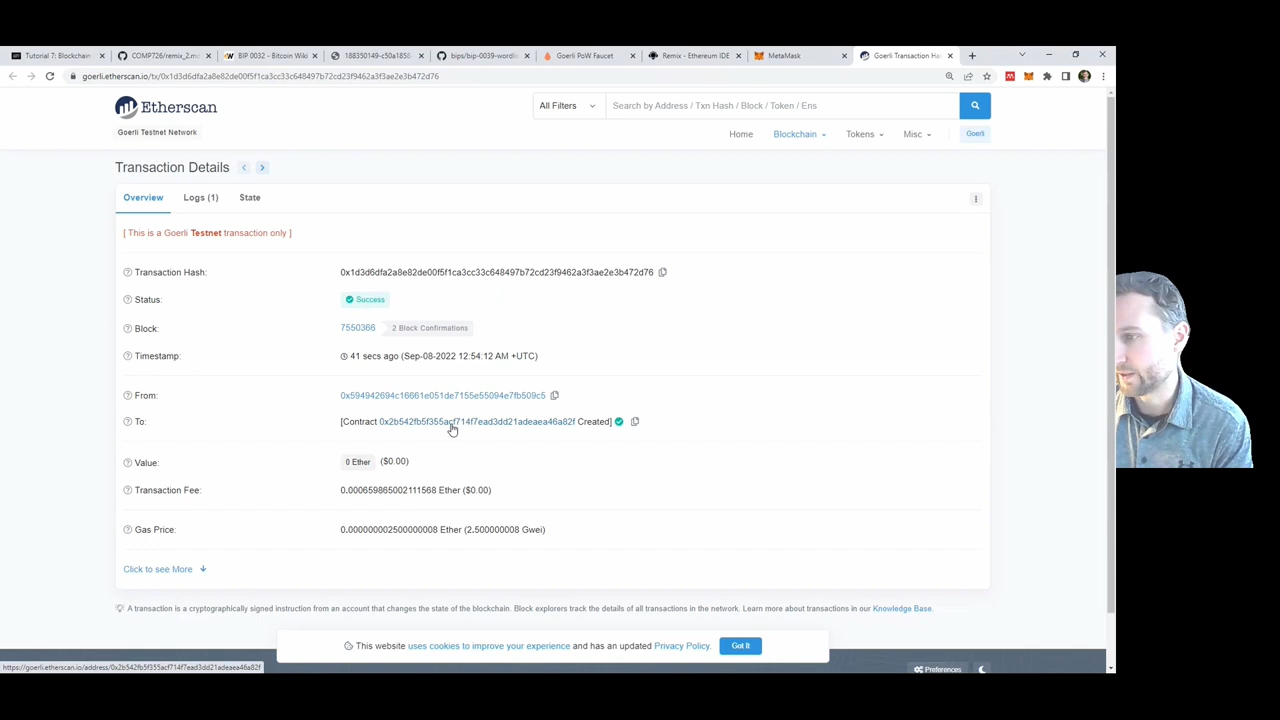 Tutorial 7: Blockchain
COMP726/remix_2.md
BIP 0032 - Bitcoin Wiki
188350149-c50a1858
bips/bip-0039-wordli
Goerli PoW Faucet
Remix - Ethereum IDE
MetaMask
Goerli Transaction Ha
goerli.etherscan.io/tx/0x1d3d6dfa2a8e82de00f5f1ca3cc33c648497b72cd23f9462a3f3ae2e3b472d76
Etherscan
All Filters
Search by Address / Txn Hash / Block / Token / Ens
Goerli Testnet Network
Home
Blockchain
Tokens
Misc
Goerli
Transaction Details
Overview
Logs (1)
State
[ This is a Goerli Testnet transaction only ]
Transaction Hash:
0x1d3d6dfa2a8e82de00f5f1ca3cc33c648497b72cd23f9462a3f3ae2e3b472d76
Status:
Success
Block:
7550366
2 Block Confirmations
Timestamp:
41 secs ago (Sep-08-2022 12:54:12 AM +UTC)
From:
0x594942694c16661e051de7155e55094e7fb509c5
To:
[Contract 0x2b542fb5f355acf714f7ead3dd21adeaea46a82f Created]
Value:
0 Ether ($0.00)
Transaction Fee:
0.000659865002111568 Ether ($0.00)
Gas Price:
0.000000002500000008 Ether (2.500000008 Gwei)
Click to see More
A transaction is a cryptographically signed instruction from an account that changes the state of the blockchain. Block explorers track the details of all transactions in the network. Learn more about transactions in our Knowledge Base.
This website uses cookies to improve your experience and has an updated Privacy Policy.
Got It
https://goerli.etherscan.io/address/0x2b542fb5f355acf714f7ead3dd21adeaea46a82f
Preferences